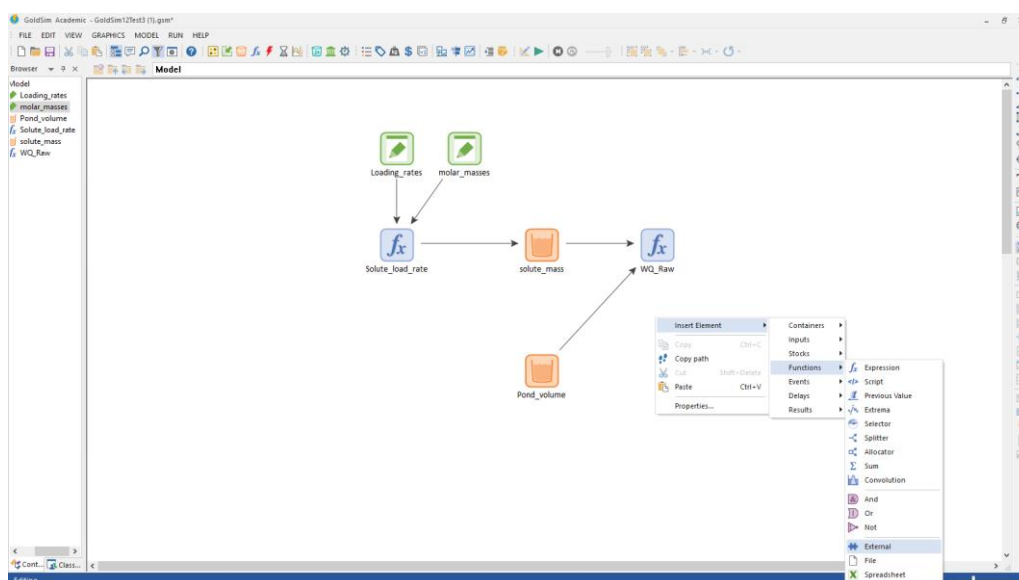 GoldSim Academic - GoldSim12Test3 (1).gsm*
FILE EDIT VIEW GRAPHICS MODEL RUN HELP
Browser
Model
Model
Loading_rates
molar_masses
Pond_volume
Solute_load_rate
solute_mass
WQ_Raw
Loading_rates
molar_masses
Solute_load_rate
solute_mass
WQ_Raw
Pond_volume
Insert Element
Copy Ctrl+C
Copy path
Cut Shift+Delete
Paste Ctrl+V
Properties...
Containers
Inputs
Stocks
Functions
Events
Delays
Results
Expression
Script
Previous Value
Extrema
Selector
Splitter
Allocator
Sum
Convolution
And
Or
Not
External
File
Spreadsheet
Cont...
Class...
Editing